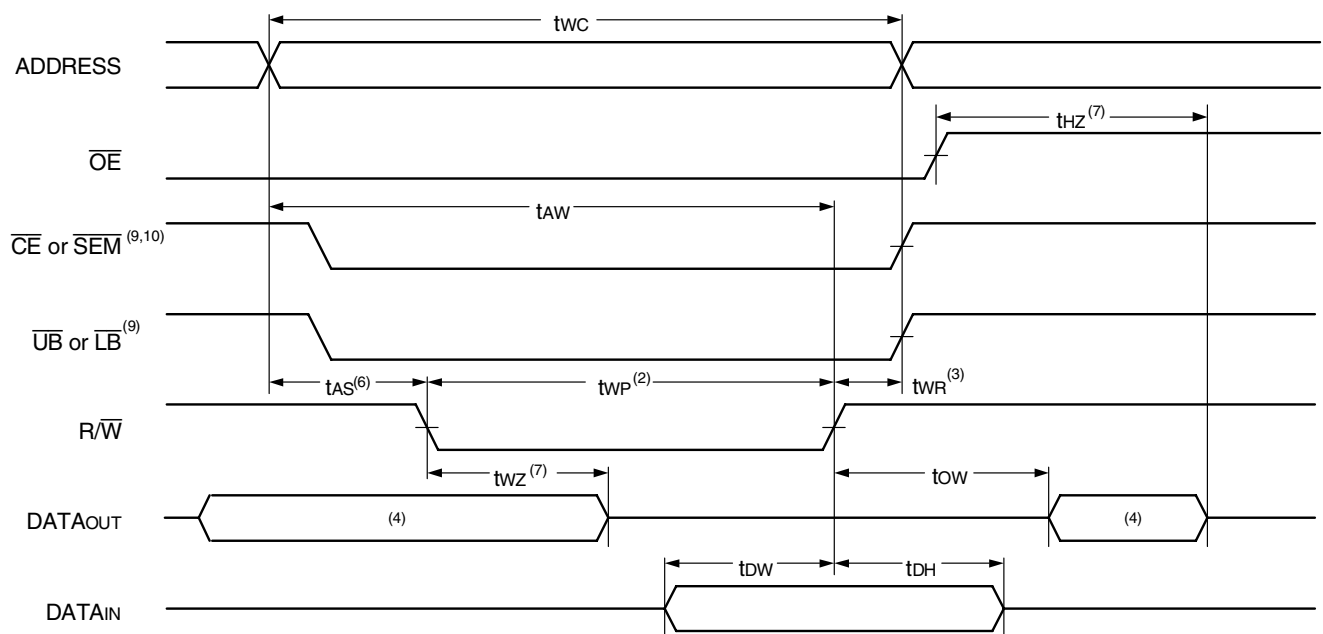 tWC
ADDRESS
tHZ(7)
OE
tAW
CE or SEM (9,10)
UB or LB(9)
tAS(6)
tWP(2)
tWR(3)
R/W
tWZ(7)
tOW
DATAOUT
(4)
(4)
tDW
tDH
DATAIN